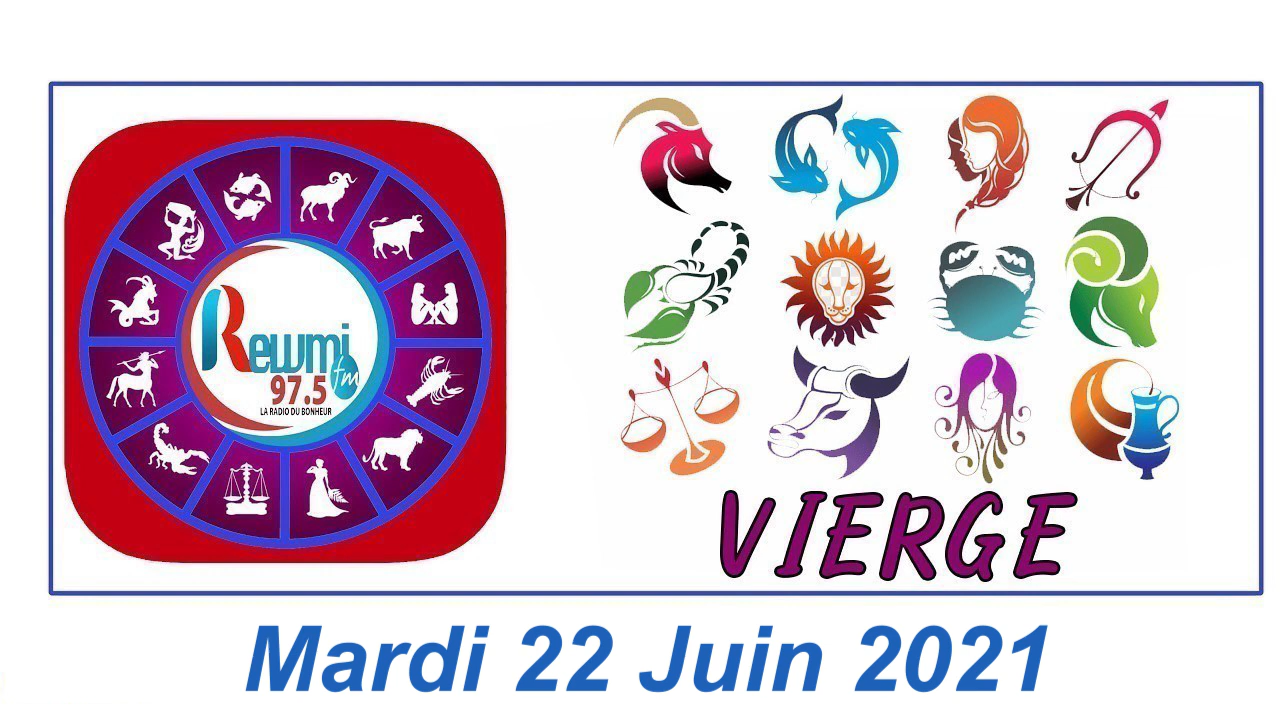 Rewmi
fm
97.5
LA RADIO DU BONHEUR
VIERGE
Mardi 22 Juin 2021